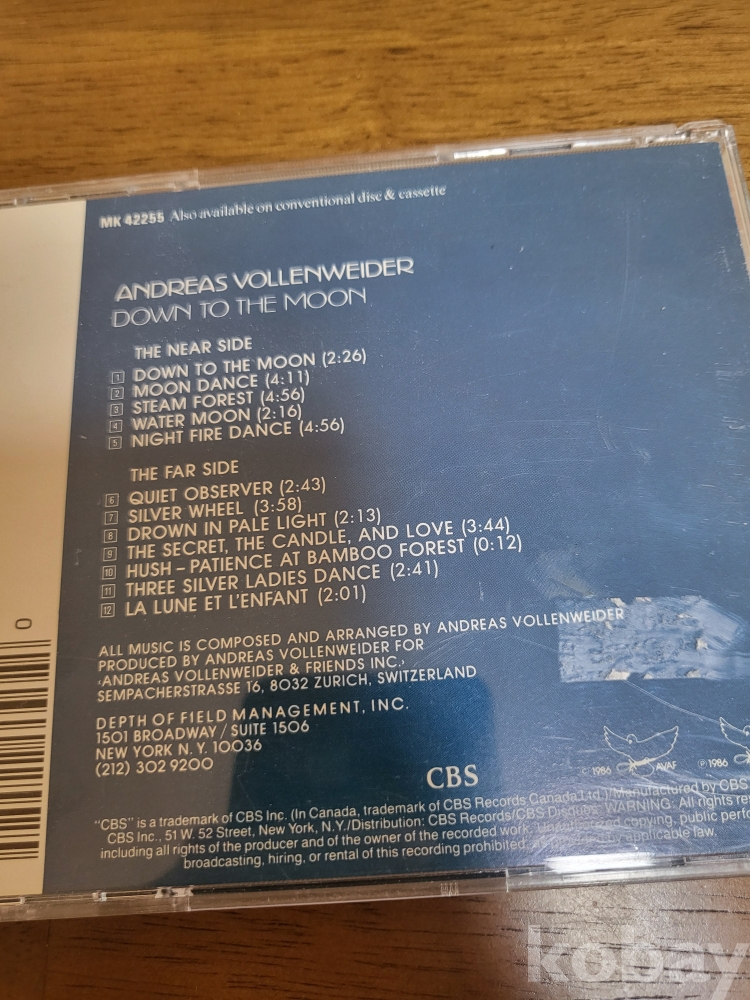 MK 42255 Also available on conventional disc & cassette
ANDREAS VOLLENWEIDER
DOWN TO THE MOON
THE NEAR SIDE
1 DOWN TO THE MOON (2:26)
2 MOON DANCE (4:11)
3 STEAM FOREST (4:56)
4 WATER MOON (2:16)
5 NIGHT FIRE DANCE (4:56)
THE FAR SIDE
6 QUIET OBSERVER (2:43)
7 SILVER WHEEL (3:58)
8 DROWN IN PALE LIGHT (2:13)
9 THE SECRET, THE CANDLE, AND LOVE (3:44)
10 HUSH – PATIENCE AT BAMBOO FOREST (0:12)
11 THREE SILVER LADIES DANCE (2:41)
12 LA LUNE ET L'ENFANT (2:01)
0
ALL MUSIC IS COMPOSED AND ARRANGED BY ANDREAS VOLLENWEIDER
PRODUCED BY ANDREAS VOLLENWEIDER FOR
‹ANDREAS VOLLENWEIDER & FRIENDS INC.›
SEMPACHERSTRASSE 16, 8032 ZURICH, SWITZERLAND
DEPTH OF FIELD MANAGEMENT, INC.
1501 BROADWAY / SUITE 1506
NEW YORK N.Y. 10036
(212) 302 9200
© 1986 AVAF ℗ 1986
CBS
"CBS" is a trademark of CBS Inc. (In Canada, trademark of CBS Records Canada Ltd.)/Manufactured by CBS
CBS Inc., 51 W. 52 Street, New York, N.Y./Distribution: CBS Records/CBS WARNING: All rights
including all rights of the producer and of the owner of the recorded work. copying, public
broadcasting, hiring, or rental of this recording prohibited applicable law.
kobay